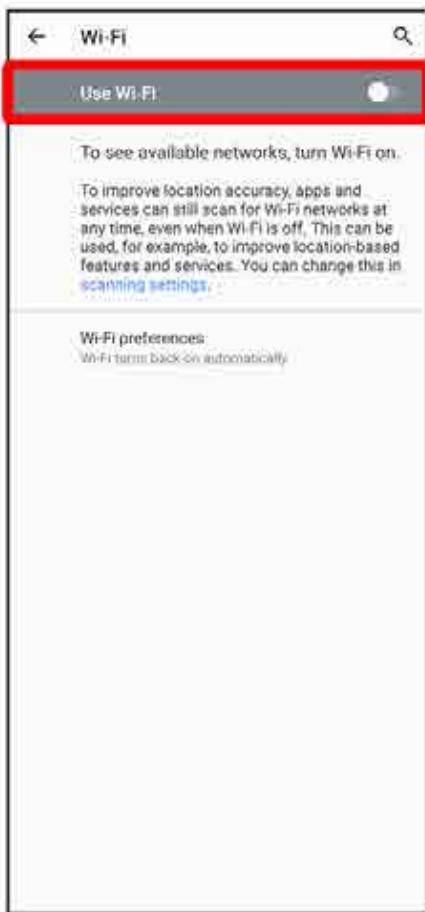 Wi-Fi
Use Wi-Fi
To see available networks, turn Wi-Fi on.
To improve location accuracy, apps and
services can still scan for Wi-Fi networks at
any time, even when Wi-Fi is off. This can be
used, for example, to improve location-based
features and services. You can change this in
scanning settings.
Wi-Fi preferences
Wi-Fi turns back on automatically